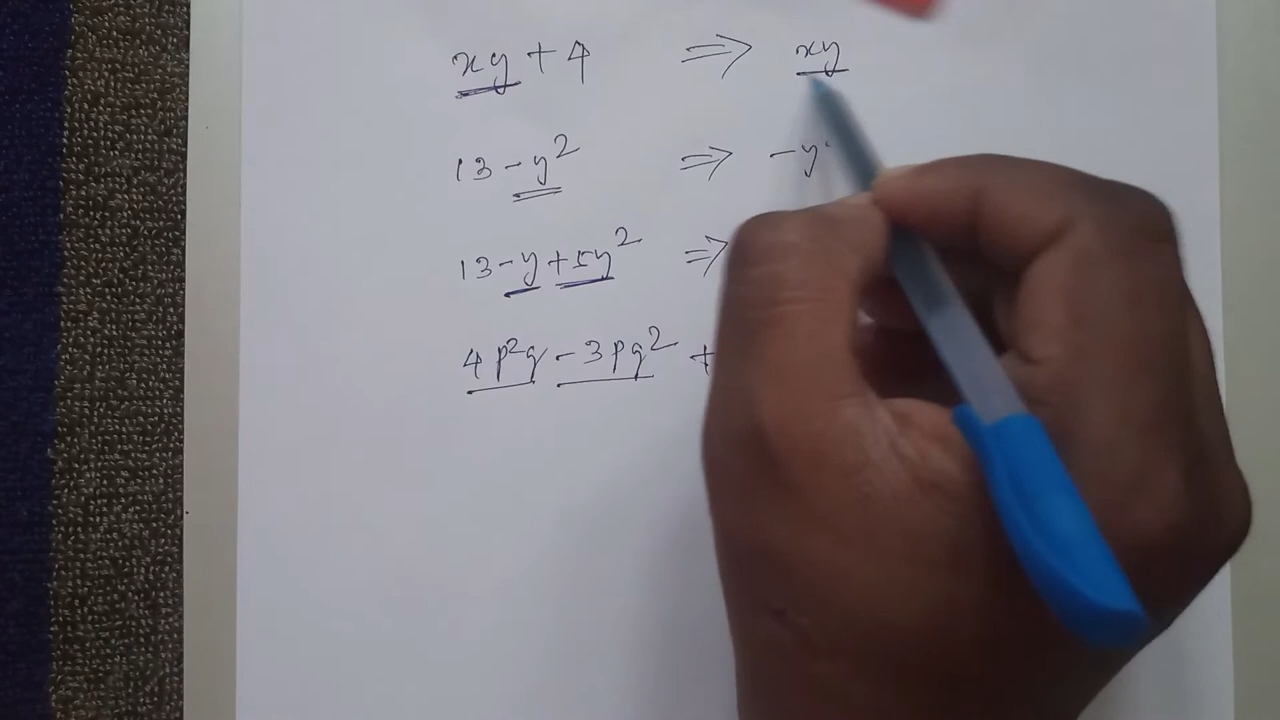 xy + 4 ⇒ xy
13 - y² ⇒ - y
13 - y + 5y² ⇒
4p²q - 3pq² +